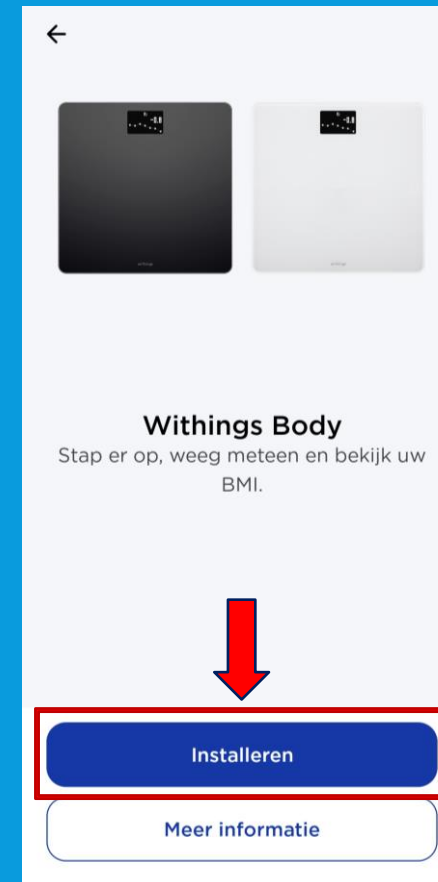 Withings Body
Stap er op, weeg meteen en bekijk uw
BMI.
Installeren
Meer informatie